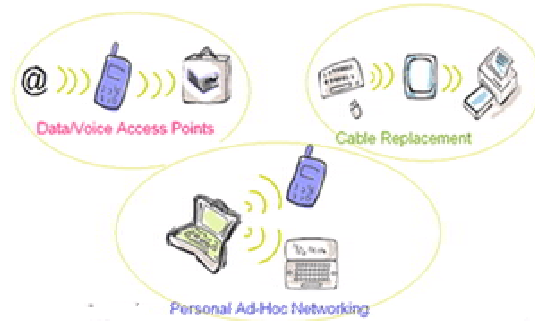 @
Data/Voice Access Points
Cable Replacement
Personal Ad-Hoc Networking